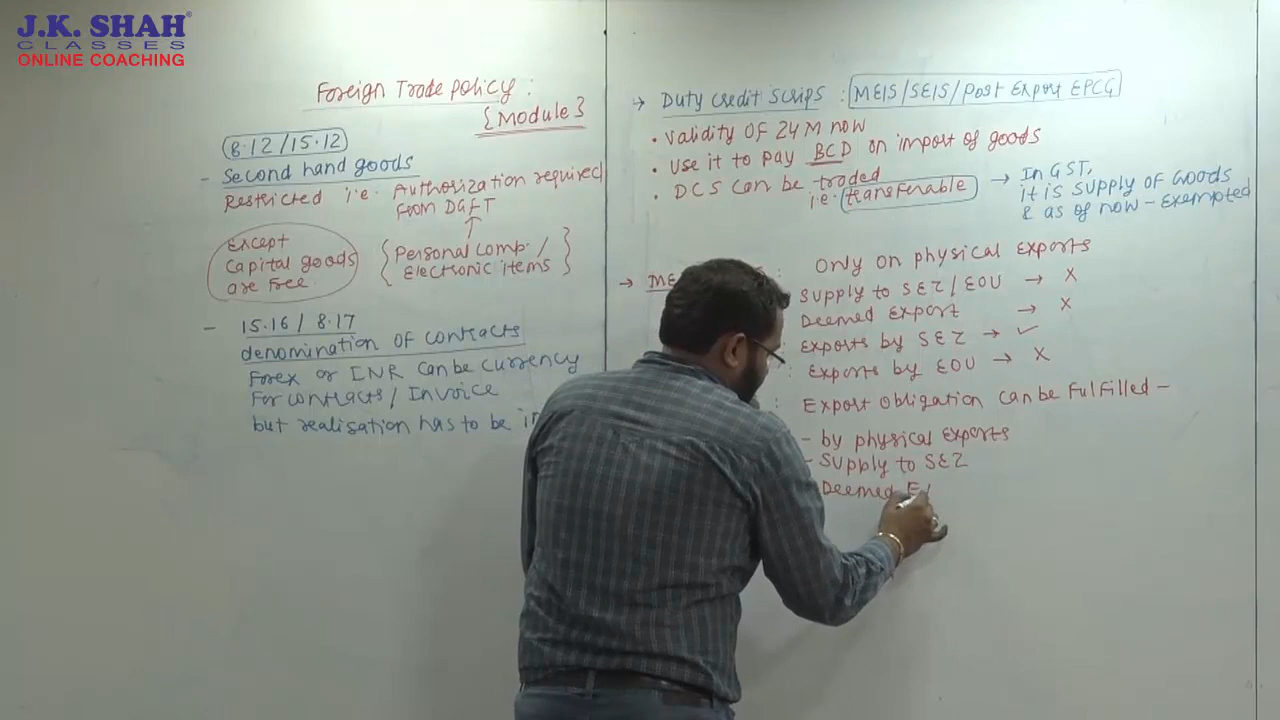 J.K. SHAH®
CLASSES
ONLINE COACHING
Foreign Trade Policy :
{Module}
8.12 / 15.12
- Second hand goods
Restricted i.e. Authorization required
from DGFT
Except
Capital goods
are Free
{Personal Comp. /
Electronic items}
- 15.16 / 8.17
denomination of contracts
Forex or INR can be currency
For contracts / Invoice
but realisation has to be
→ Duty credit scrips : MEIS/SEIS/Post Export EPCG
• Validity OF 24 M now
• Use it to pay BCD on import of goods
• DCS can be traded
i.e. transferable
→ In GST,
it is supply of Goods
& as of now - Exempted
→ : Only on physical exports
Supply to SEZ / EOU → X
Deemed Export → X
: Exports by SEZ → ✓
: Exports by EOU → X
: Export Obligation can be fulfilled -
- by physical exports
- Supply to SEZ
Deemed